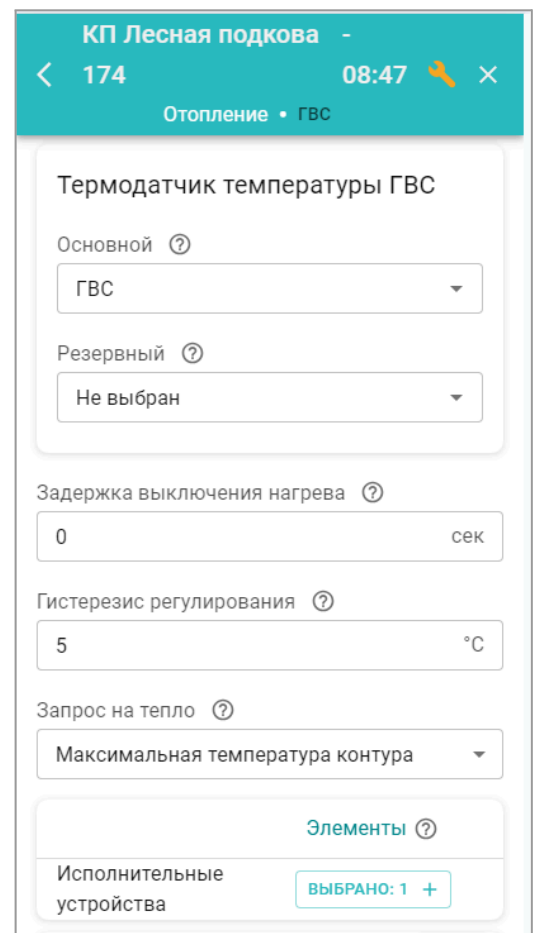 КП Лесная подкова -
174 08:47
Отопление • ГВС
Термодатчик температуры ГВС
Основной
ГВС
Резервный
Не выбран
Задержка выключения нагрева
0 сек
Гистерезис регулирования
5 °C
Запрос на тепло
Максимальная температура контура
Элементы
Исполнительные
устройства
ВЫБРАНО: 1 +